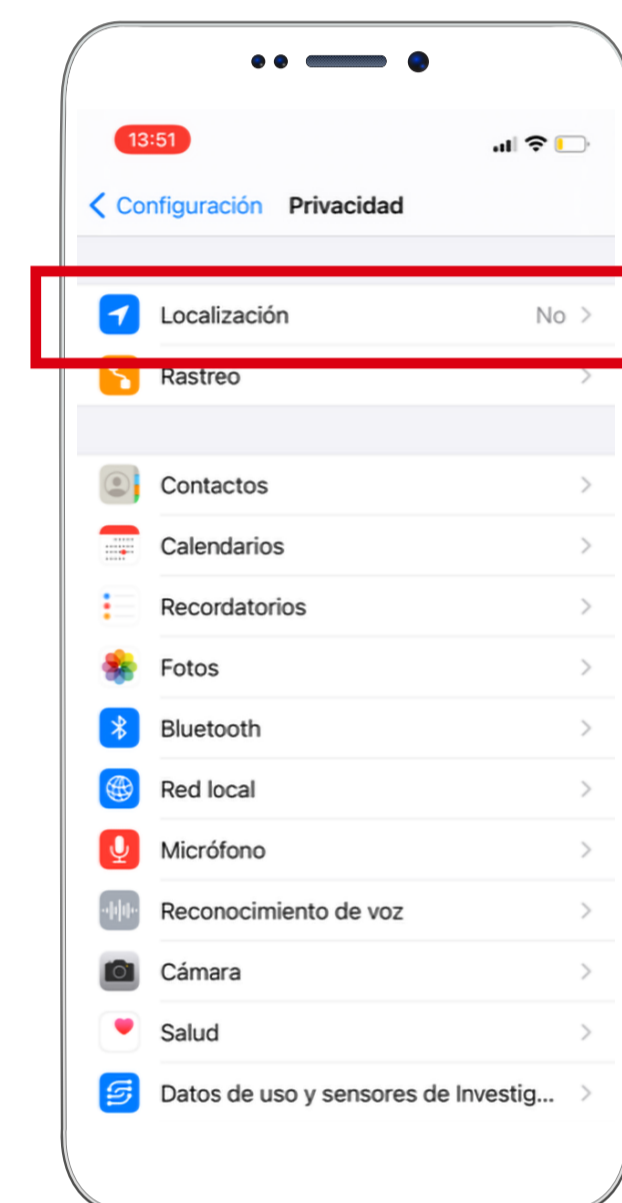 13:51
Configuración Privacidad
Localización No
Rastreo
Contactos
Calendarios
Recordatorios
Fotos
Bluetooth
Red local
Micrófono
Reconocimiento de voz
Cámara
Salud
Datos de uso y sensores de Investig...